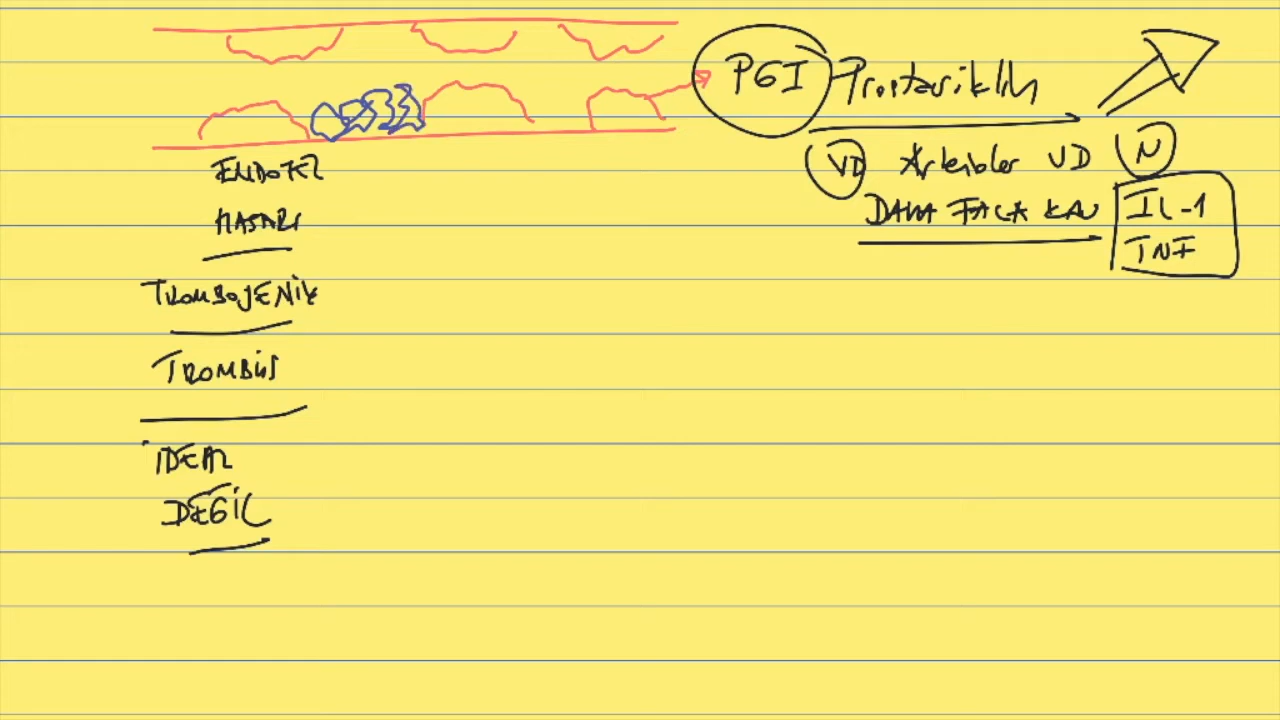 PGI Prostasiklin
VD Arterioler VD N
DAHA FAZLA KAN IL-1
TNF
ENDOTEL
HASARI
TROMBOJENİK
TROMBÜS
İDEAL
DEĞİL